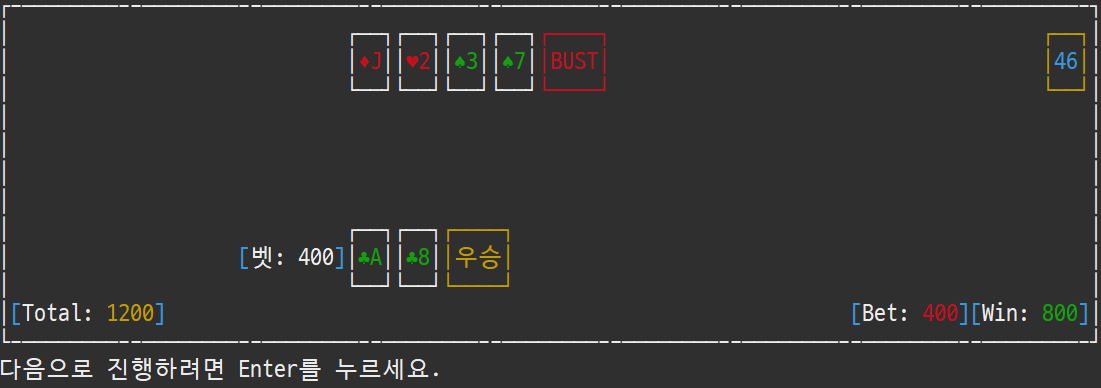 ♦J ♥2 ♠3 ♠7 BUST 46
[벳: 400] ♣A ♣8 우승
[Total: 1200] [Bet: 400][Win: 800]
다음으로 진행하려면 Enter를 누르세요.